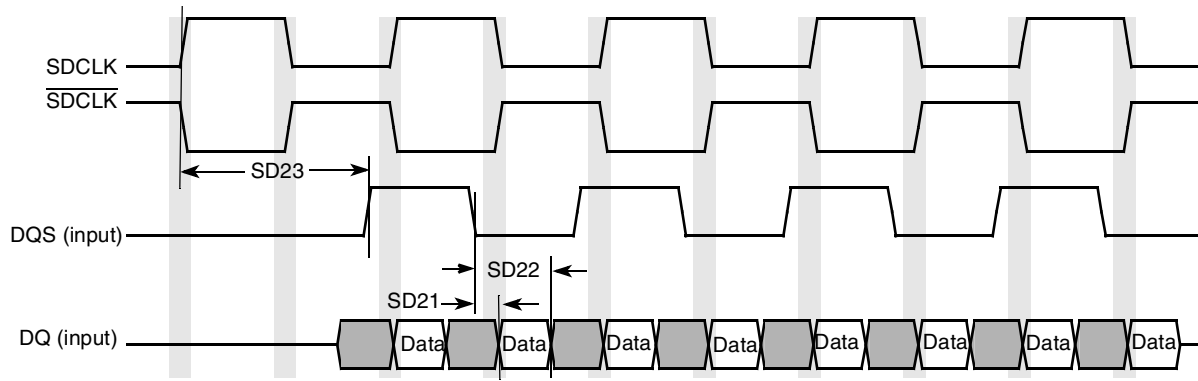 SDCLK
SDCLK
SD23
DQS (input)
SD22
SD21
DQ (input)
Data Data Data Data Data Data Data Data